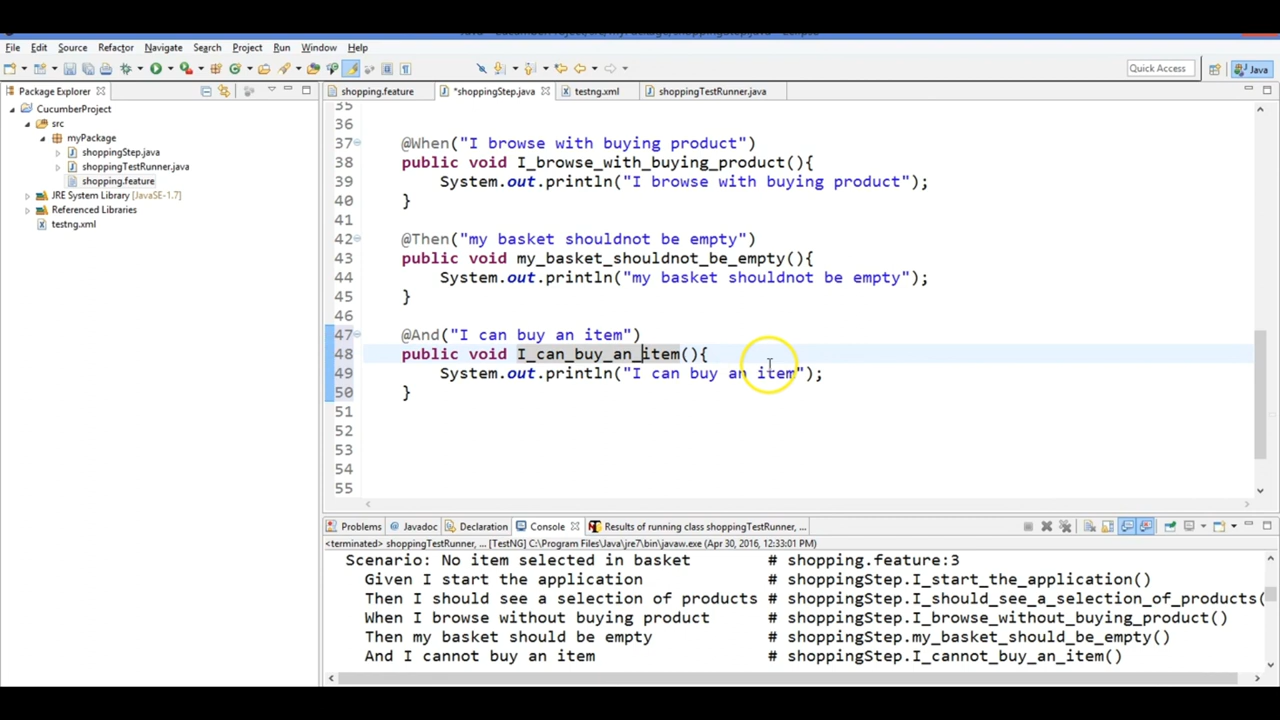 File Edit Source Refactor Navigate Search Project Run Window Help
Quick Access
Java
Package Explorer
CucumberProject
src
myPackage
shoppingStep.java
shoppingTestRunner.java
shopping.feature
JRE System Library [JavaSE-1.7]
Referenced Libraries
testng.xml
shopping.feature *shoppingStep.java testng.xml shoppingTestRunner.java
35
36
37 @When("I browse with buying product")
38 public void I_browse_with_buying_product(){
39 System.out.println("I browse with buying product");
40 }
41
42 @Then("my basket shouldnot be empty")
43 public void my_basket_shouldnot_be_empty(){
44 System.out.println("my basket shouldnot be empty");
45 }
46
47 @And("I can buy an item")
48 public void I_can_buy_an_item(){
49 System.out.println("I can buy an item");
50 }
51
52
53
54
55
Problems @ Javadoc Declaration Console Results of running class shoppingTestRunner, ...
<terminated> shoppingTestRunner, ... [TestNG] C:\Program Files\Java\jre7\bin\javaw.exe (Apr 30, 2016, 12:33:01 PM)
Scenario: No item selected in basket # shopping.feature:3
Given I start the application # shoppingStep.I_start_the_application()
Then I should see a selection of products # shoppingStep.I_should_see_a_selection_of_products(
When I browse without buying product # shoppingStep.I_browse_without_buying_product()
Then my basket should be empty # shoppingStep.my_basket_should_be_empty()
And I cannot buy an item # shoppingStep.I_cannot_buy_an_item()